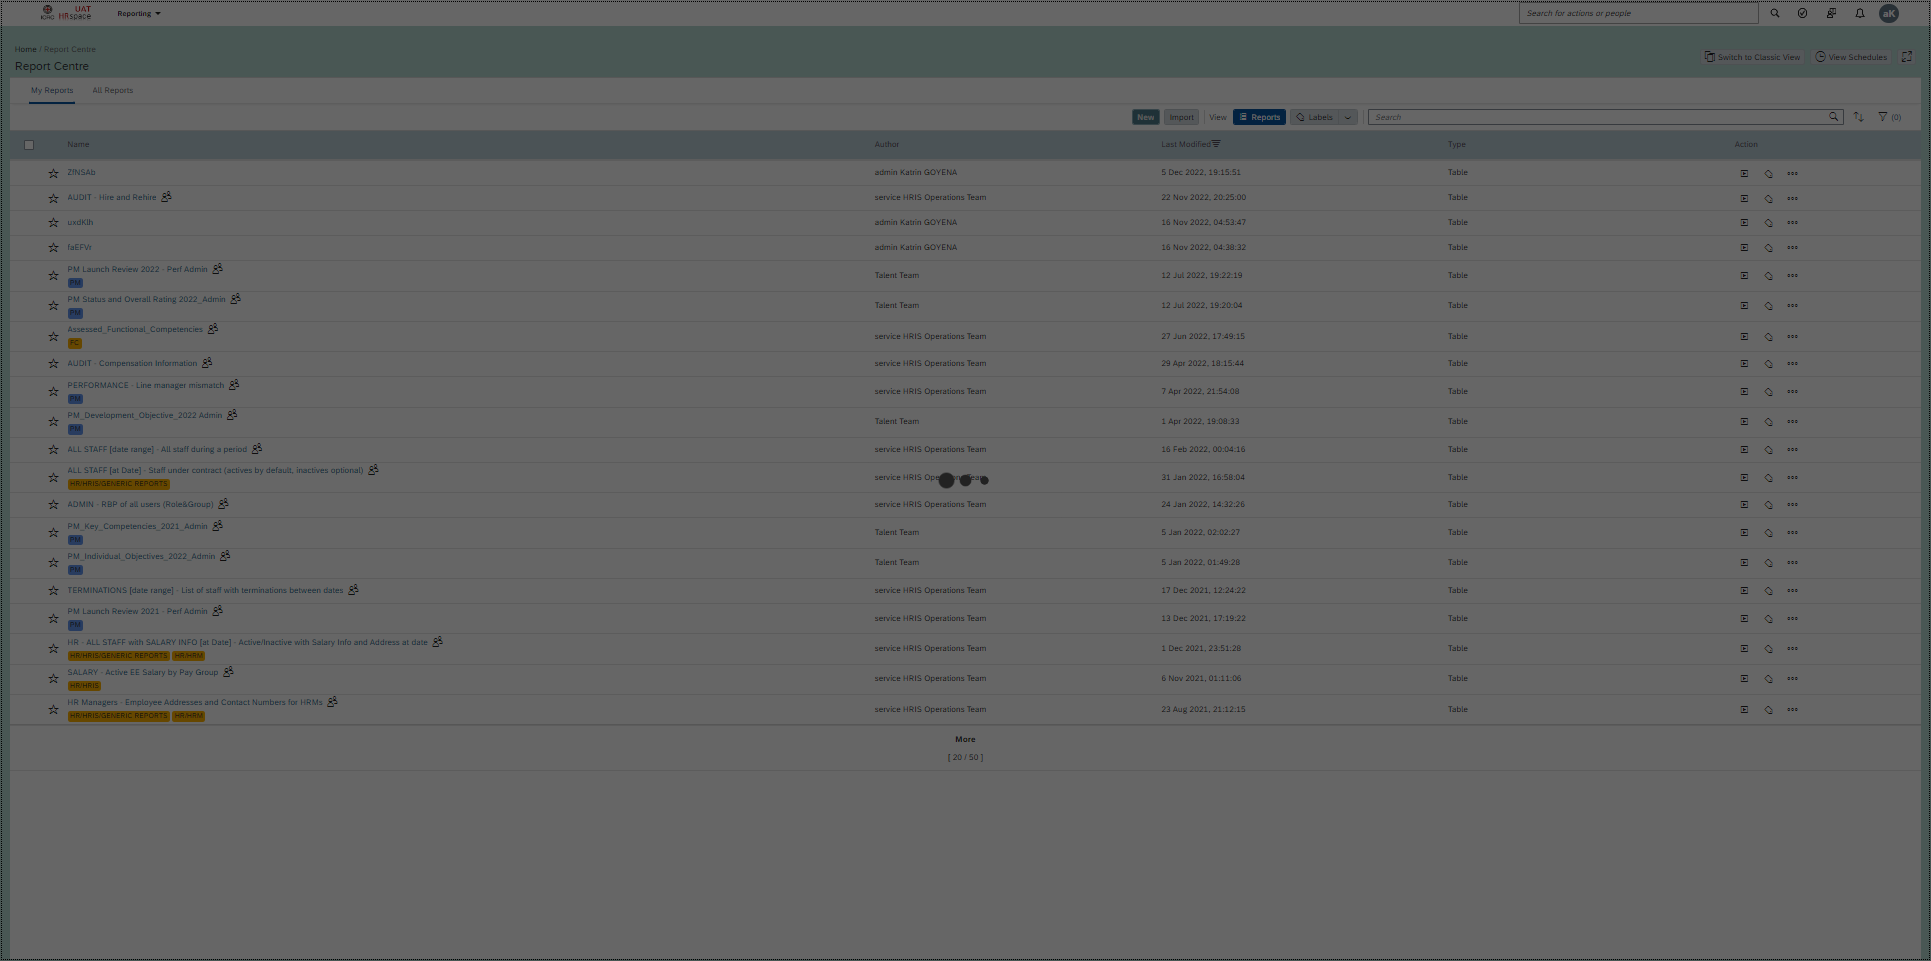 ICRC
UAT
HRspace
Reporting
Search for actions or people
aK
Home / Report Centre
Report Centre
Switch to Classic View
View Schedules
My Reports
All Reports
New
Import
View
Reports
Labels
Search
(0)
Name
Author
Last Modified
Type
Action
ZfNSAb
admin Katrin GOYENA
5 Dec 2022, 19:15:51
Table
AUDIT - Hire and Rehire
service HRIS Operations Team
22 Nov 2022, 20:25:00
Table
uxdKlh
admin Katrin GOYENA
16 Nov 2022, 04:53:47
Table
faEFVr
admin Katrin GOYENA
16 Nov 2022, 04:38:32
Table
PM Launch Review 2022 - Perf Admin
PM
Talent Team
12 Jul 2022, 19:22:19
Table
PM Status and Overall Rating 2022_Admin
PM
Talent Team
12 Jul 2022, 19:20:04
Table
Assessed_Functional_Competencies
FC
service HRIS Operations Team
27 Jun 2022, 17:49:15
Table
AUDIT - Compensation Information
service HRIS Operations Team
29 Apr 2022, 18:15:44
Table
PERFORMANCE - Line manager mismatch
PM
service HRIS Operations Team
7 Apr 2022, 21:54:08
Table
PM_Development_Objective_2022 Admin
PM
Talent Team
1 Apr 2022, 19:08:33
Table
ALL STAFF [date range] - All staff during a period
service HRIS Operations Team
16 Feb 2022, 00:04:16
Table
ALL STAFF [at Date] - Staff under contract (actives by default, inactives optional)
HR/HRIS/GENERIC REPORTS
service HRIS Operations Team
31 Jan 2022, 16:58:04
Table
ADMIN - RBP of all users (Role&Group)
service HRIS Operations Team
24 Jan 2022, 14:32:26
Table
PM_Key_Competencies_2021_Admin
PM
Talent Team
5 Jan 2022, 02:02:27
Table
PM_Individual_Objectives_2022_Admin
PM
Talent Team
5 Jan 2022, 01:49:28
Table
TERMINATIONS [date range] - List of staff with terminations between dates
service HRIS Operations Team
17 Dec 2021, 12:24:22
Table
PM Launch Review 2021 - Perf Admin
PM
service HRIS Operations Team
13 Dec 2021, 17:19:22
Table
HR - ALL STAFF with SALARY INFO [at Date] - Active/Inactive with Salary Info and Address at date
HR/HRIS/GENERIC REPORTS HR/HRM
service HRIS Operations Team
1 Dec 2021, 23:51:28
Table
SALARY - Active EE Salary by Pay Group
HR/HRIS
service HRIS Operations Team
6 Nov 2021, 01:11:06
Table
HR Managers - Employee Addresses and Contact Numbers for HRMs
HR/HRIS/GENERIC REPORTS HR/HRM
service HRIS Operations Team
23 Aug 2021, 21:12:15
Table
More
[ 20 / 50 ]